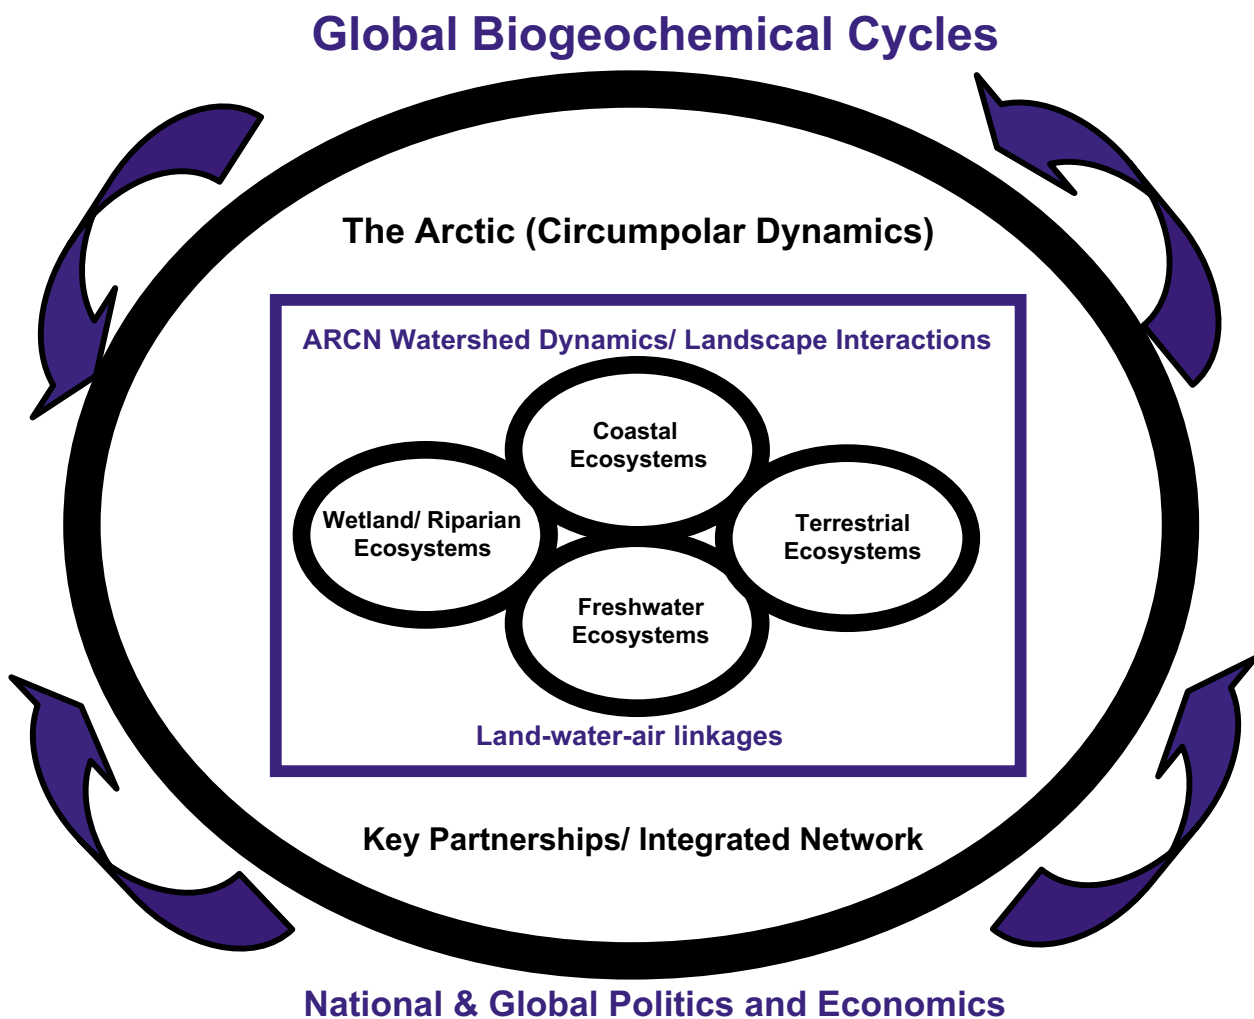 Global Biogeochemical Cycles
The Arctic (Circumpolar Dynamics)
ARCN Watershed Dynamics/ Landscape Interactions
Coastal
Ecosystems
Wetland/ Riparian
Ecosystems
Terrestrial
Ecosystems
Freshwater
Ecosystems
Land-water-air linkages
Key Partnerships/ Integrated Network
National & Global Politics and Economics